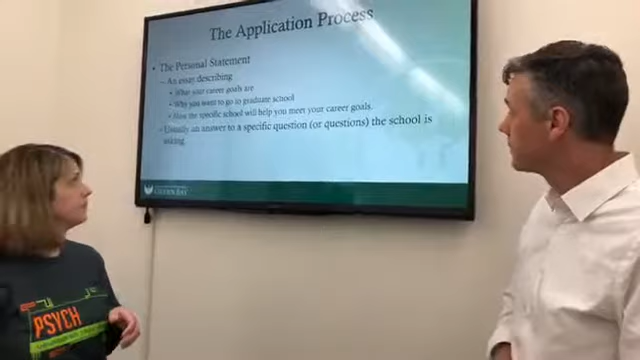 The Application Process
• The Personal Statement
– An essay describing
• What your career goals are
• Why you want to go to graduate school
• How the specific school will help you meet your career goals.
– Usually an answer to a specific question (or questions) the school is
asking
GREEN BAY
PSYCH